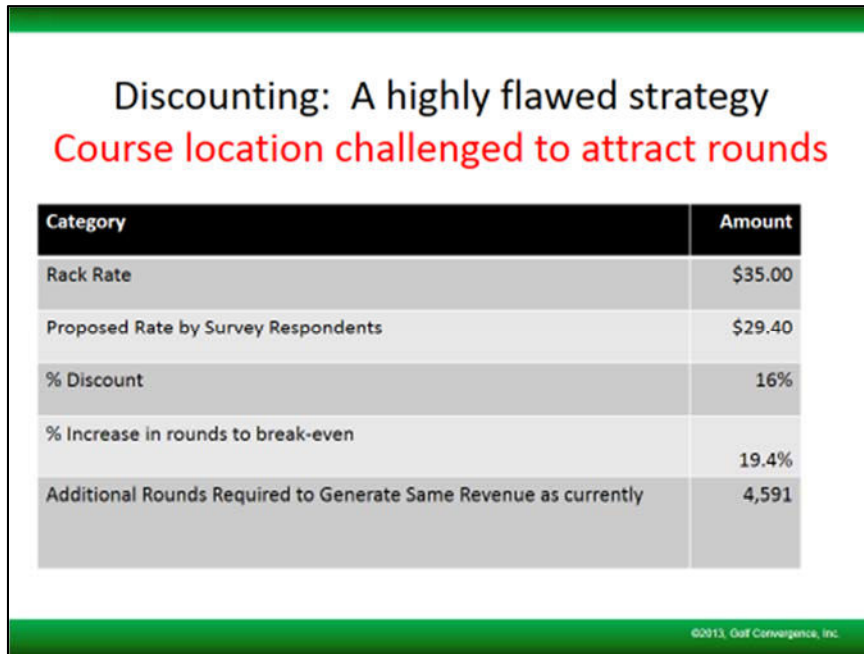 Discounting:  A highly flawed strategy
Course location challenged to attract rounds
Category Amount
Rack Rate $35.00
Proposed Rate by Survey Respondents $29.40
% Discount 16%
% Increase in rounds to break-even 19.4%
Additional Rounds Required to Generate Same Revenue as currently 4,591
©2013, Golf Convergence, Inc.